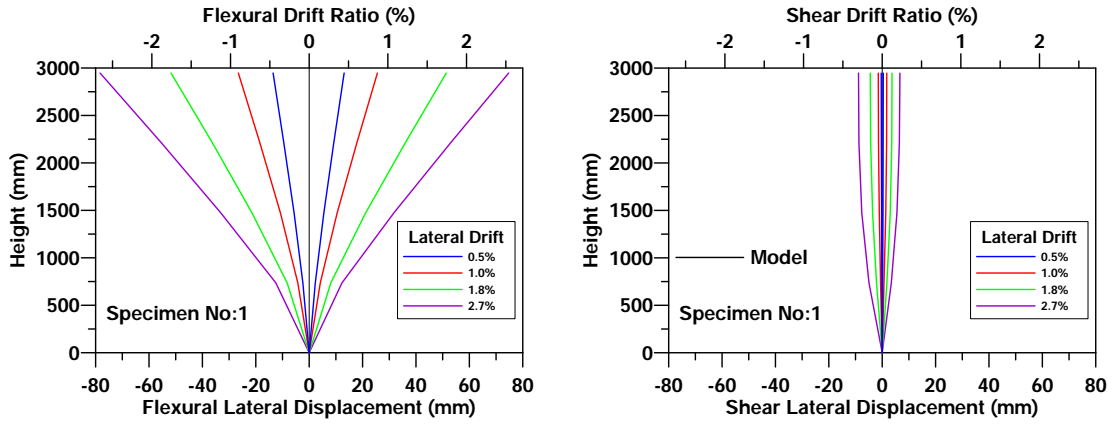 Flexural Drift Ratio (%)
-2 -1 0 1 2
3000
2500
2000
1500
1000
500
0
Height (mm)
Lateral Drift
0.5%
1.0%
1.8%
2.7%
Specimen No:1
-80 -60 -40 -20 0 20 40 60 80
Flexural Lateral Displacement (mm)
Shear Drift Ratio (%)
-2 -1 0 1 2
3000
2500
2000
1500
1000
500
0
Height (mm)
Model
Lateral Drift
0.5%
1.0%
1.8%
2.7%
Specimen No:1
-80 -60 -40 -20 0 20 40 60 80
Shear Lateral Displacement (mm)